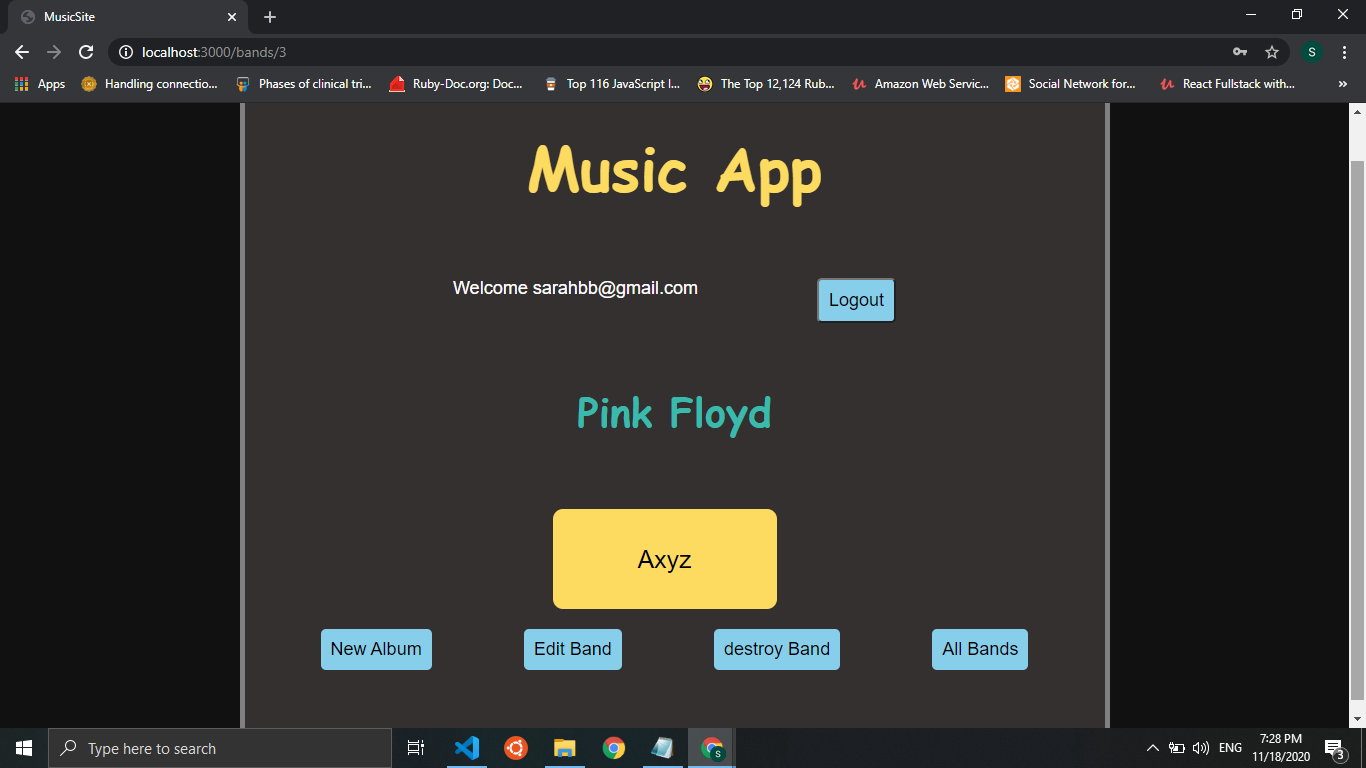 MusicSite
localhost:3000/bands/3
S
Apps
Handling connectio...
Phases of clinical tri...
Ruby-Doc.org: Doc...
Top 116 JavaScript I...
The Top 12,124 Rub...
Amazon Web Servic...
Social Network for...
React Fullstack with...
»
Music App
Welcome sarahbb@gmail.com
Logout
Pink Floyd
Axyz
New Album
Edit Band
destroy Band
All Bands
Type here to search
S
ENG
7:28 PM
11/18/2020
3